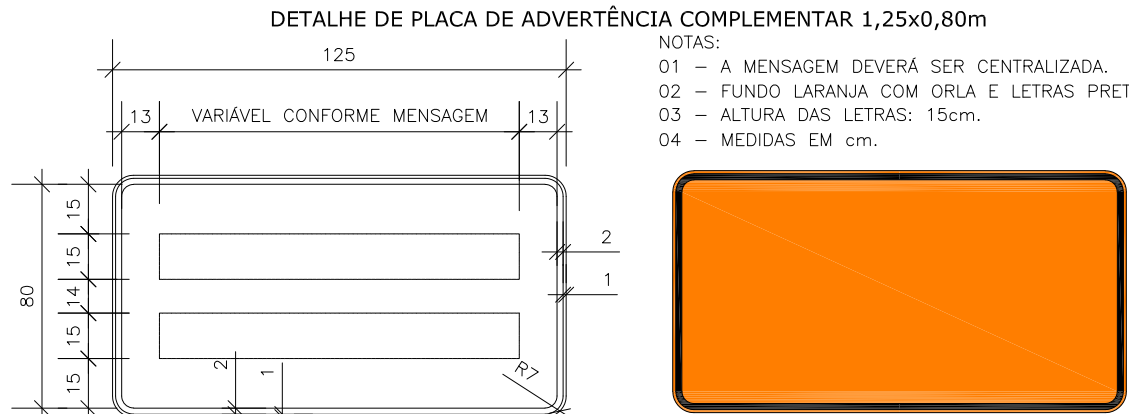 DETALHE DE PLACA DE ADVERTÊNCIA COMPLEMENTAR 1,25x0,80m
NOTAS:
01 – A MENSAGEM DEVERÁ SER CENTRALIZADA.
02 – FUNDO LARANJA COM ORLA E LETRAS PRET
03 – ALTURA DAS LETRAS: 15cm.
04 – MEDIDAS EM cm.
125
13
VARIÁVEL CONFORME MENSAGEM
13
80
15
15
14
15
15
2
1
2
1
R7